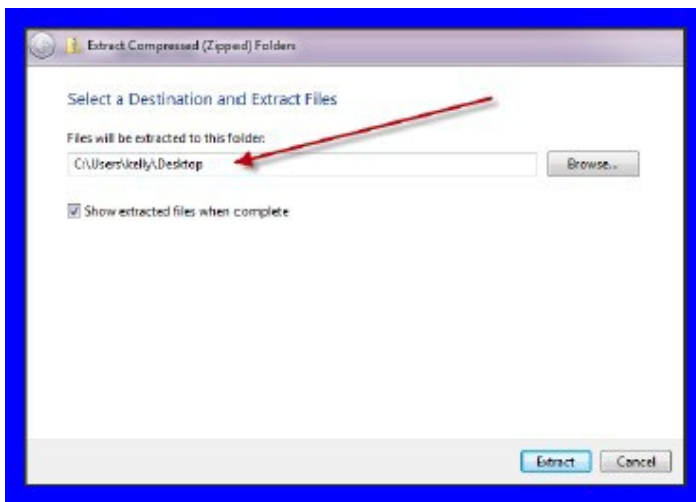 Extract Compressed (Zipped) Folders
Select a Destination and Extract Files
Files will be extracted to this folder:
C:\Users\kelly\Desktop
Browse...
Show extracted files when complete
Extract Cancel